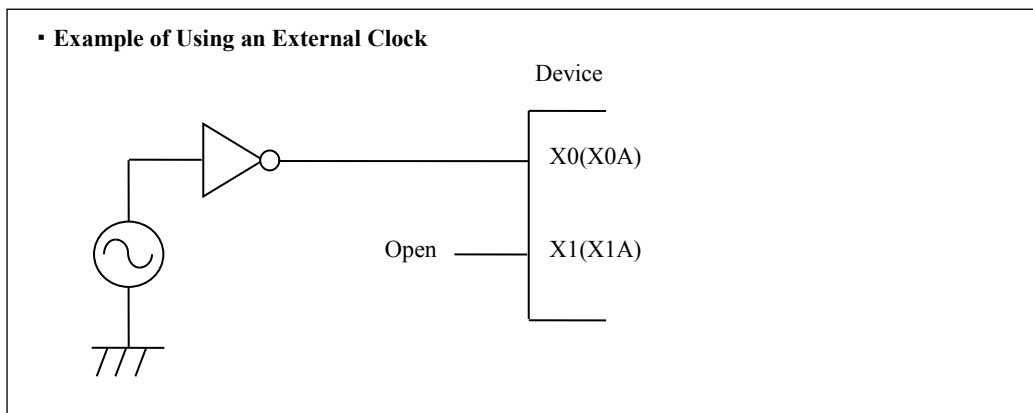 ▪ Example of Using an External Clock
Device
X0(X0A)
Open
X1(X1A)